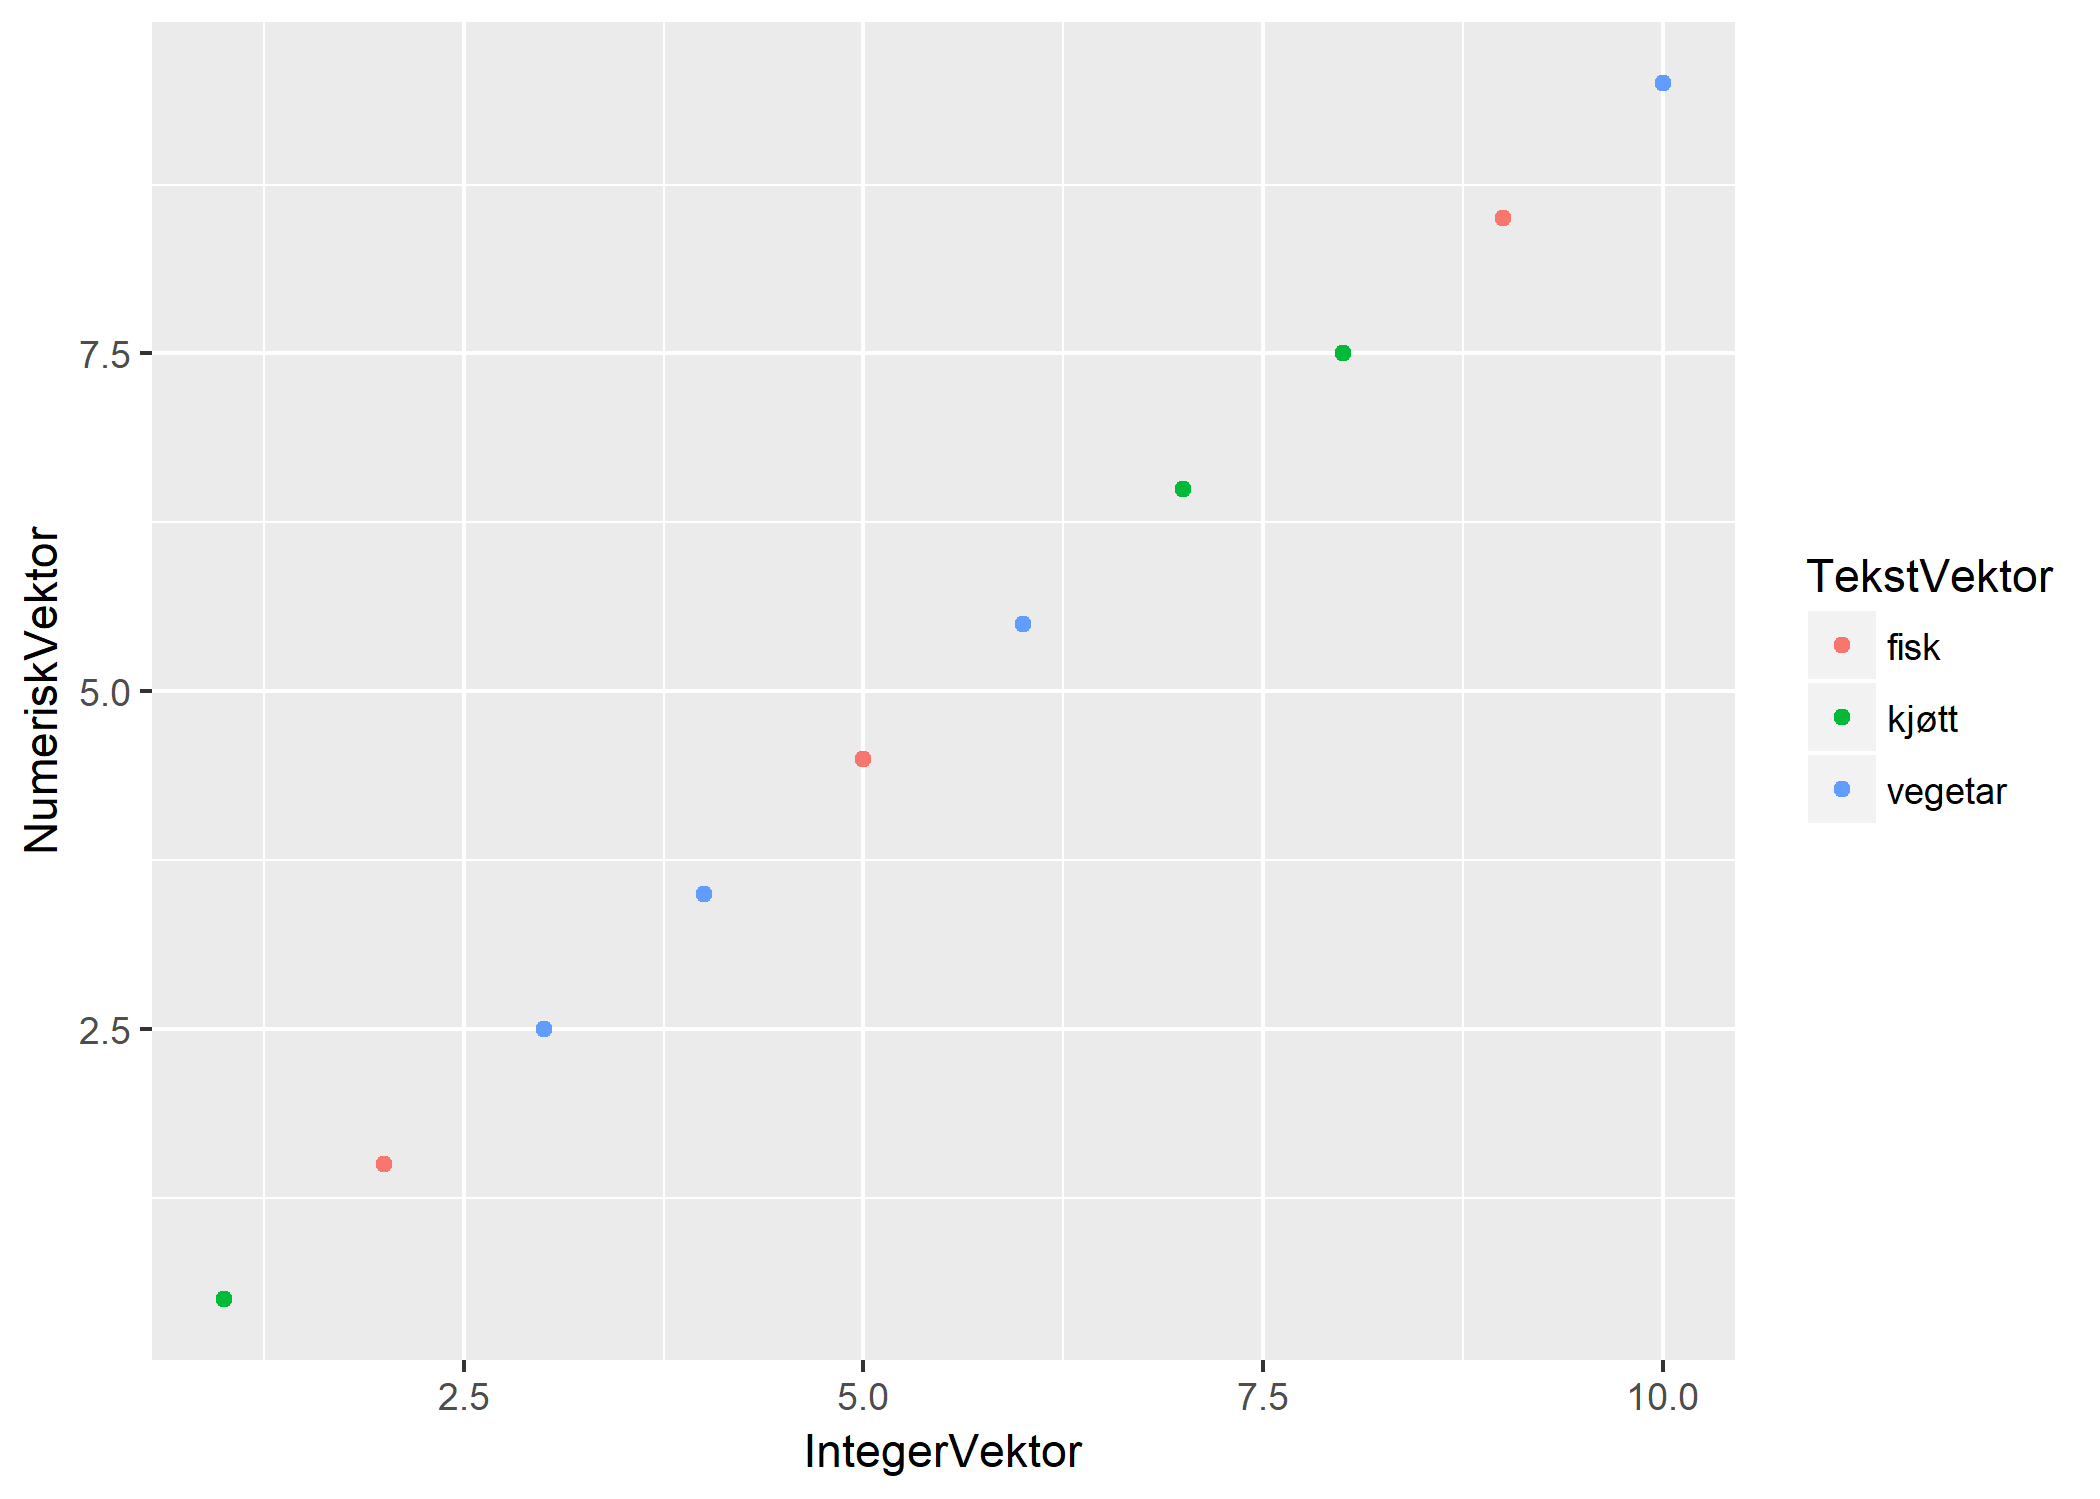 NumeriskVektor
7.5
5.0
2.5
2.5 5.0 7.5 10.0
IntegerVektor
TekstVektor
fisk
kjøtt
vegetar